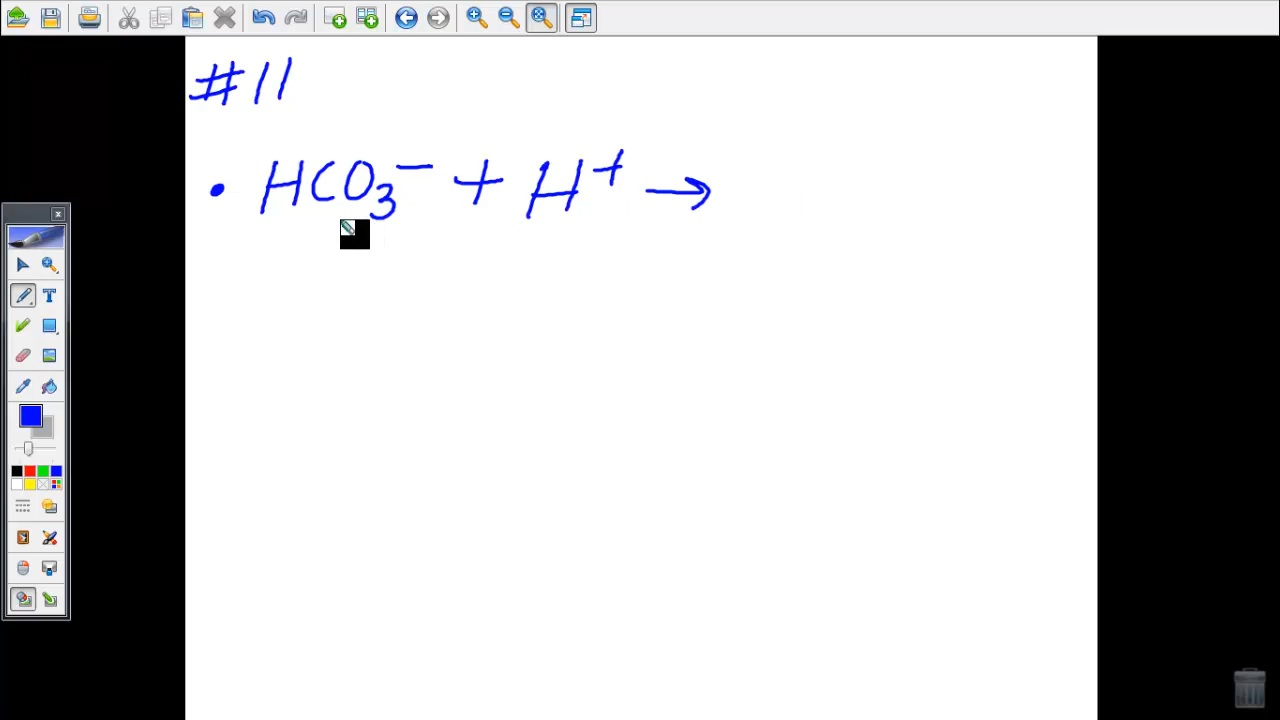 #11
• HCO₃⁻ + H⁺ →